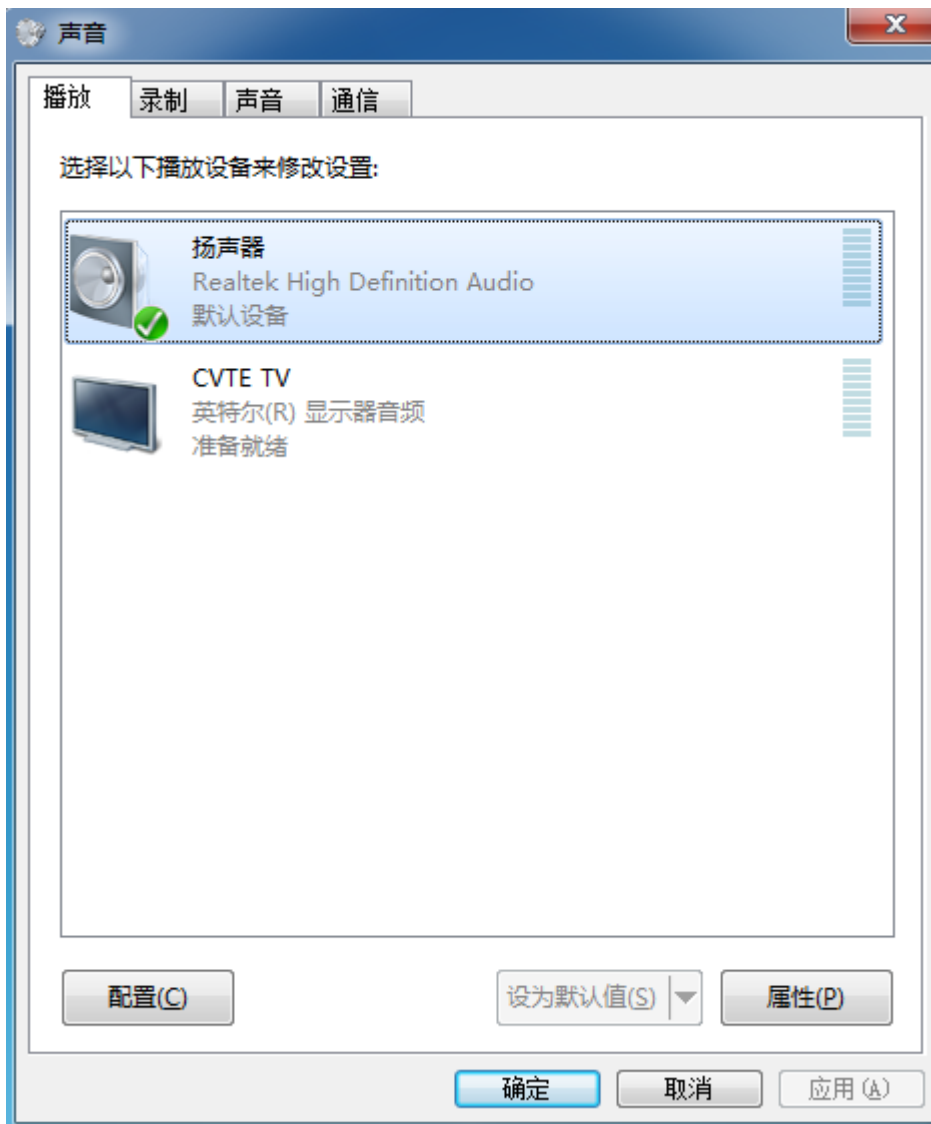 声音
播放 录制 声音 通信
选择以下播放设备来修改设置:
扬声器
Realtek High Definition Audio
默认设备
CVTE TV
英特尔(R) 显示器音频
准备就绪
配置(C) 设为默认值(S) 属性(P)
确定 取消 应用(A)